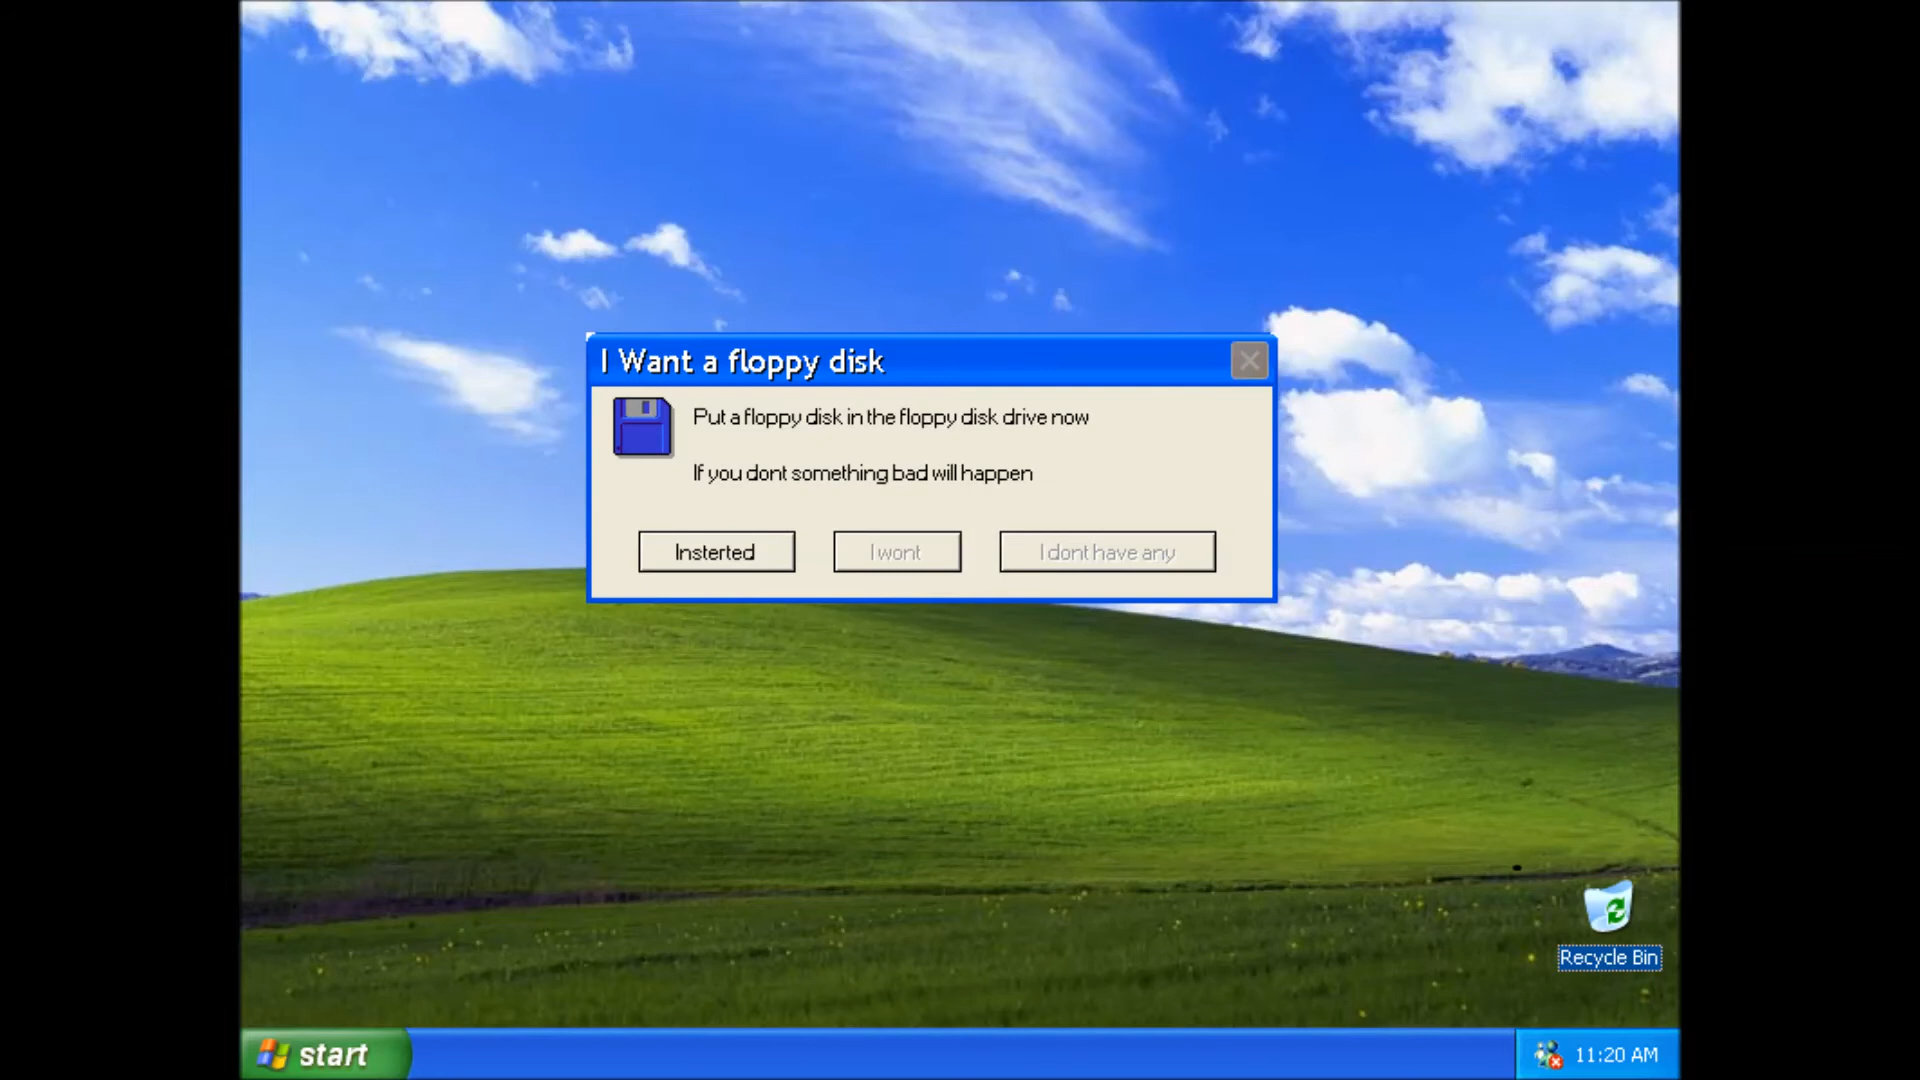 I Want a floppy disk
Put a floppy disk in the floppy disk drive now
If you dont something bad will happen
Insterted
I wont
I dont have any
Recycle Bin
start
11:20 AM